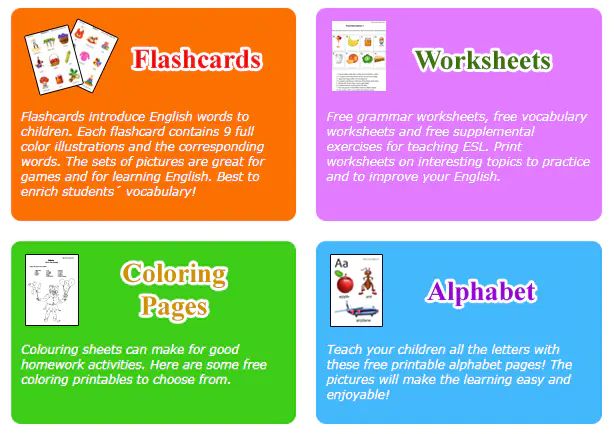 Flashcards
Flashcards introduce English words to
children. Each flashcard contains 9 full
color illustrations and the corresponding
words. The sets of pictures are great for
games and for learning English. Best to
enrich students´ vocabulary!
Worksheets
Free grammar worksheets, free vocabulary
worksheets and free supplemental
exercises for teaching ESL. Print
worksheets on interesting topics to practice
and to improve your English.
Coloring
Pages
Colouring sheets can make for good
homework activities. Here are some free
coloring printables to choose from.
Aa
apple ant
airplane
Alphabet
Teach your children all the letters with
these free printable alphabet pages! The
pictures will make the learning easy and
enjoyable!